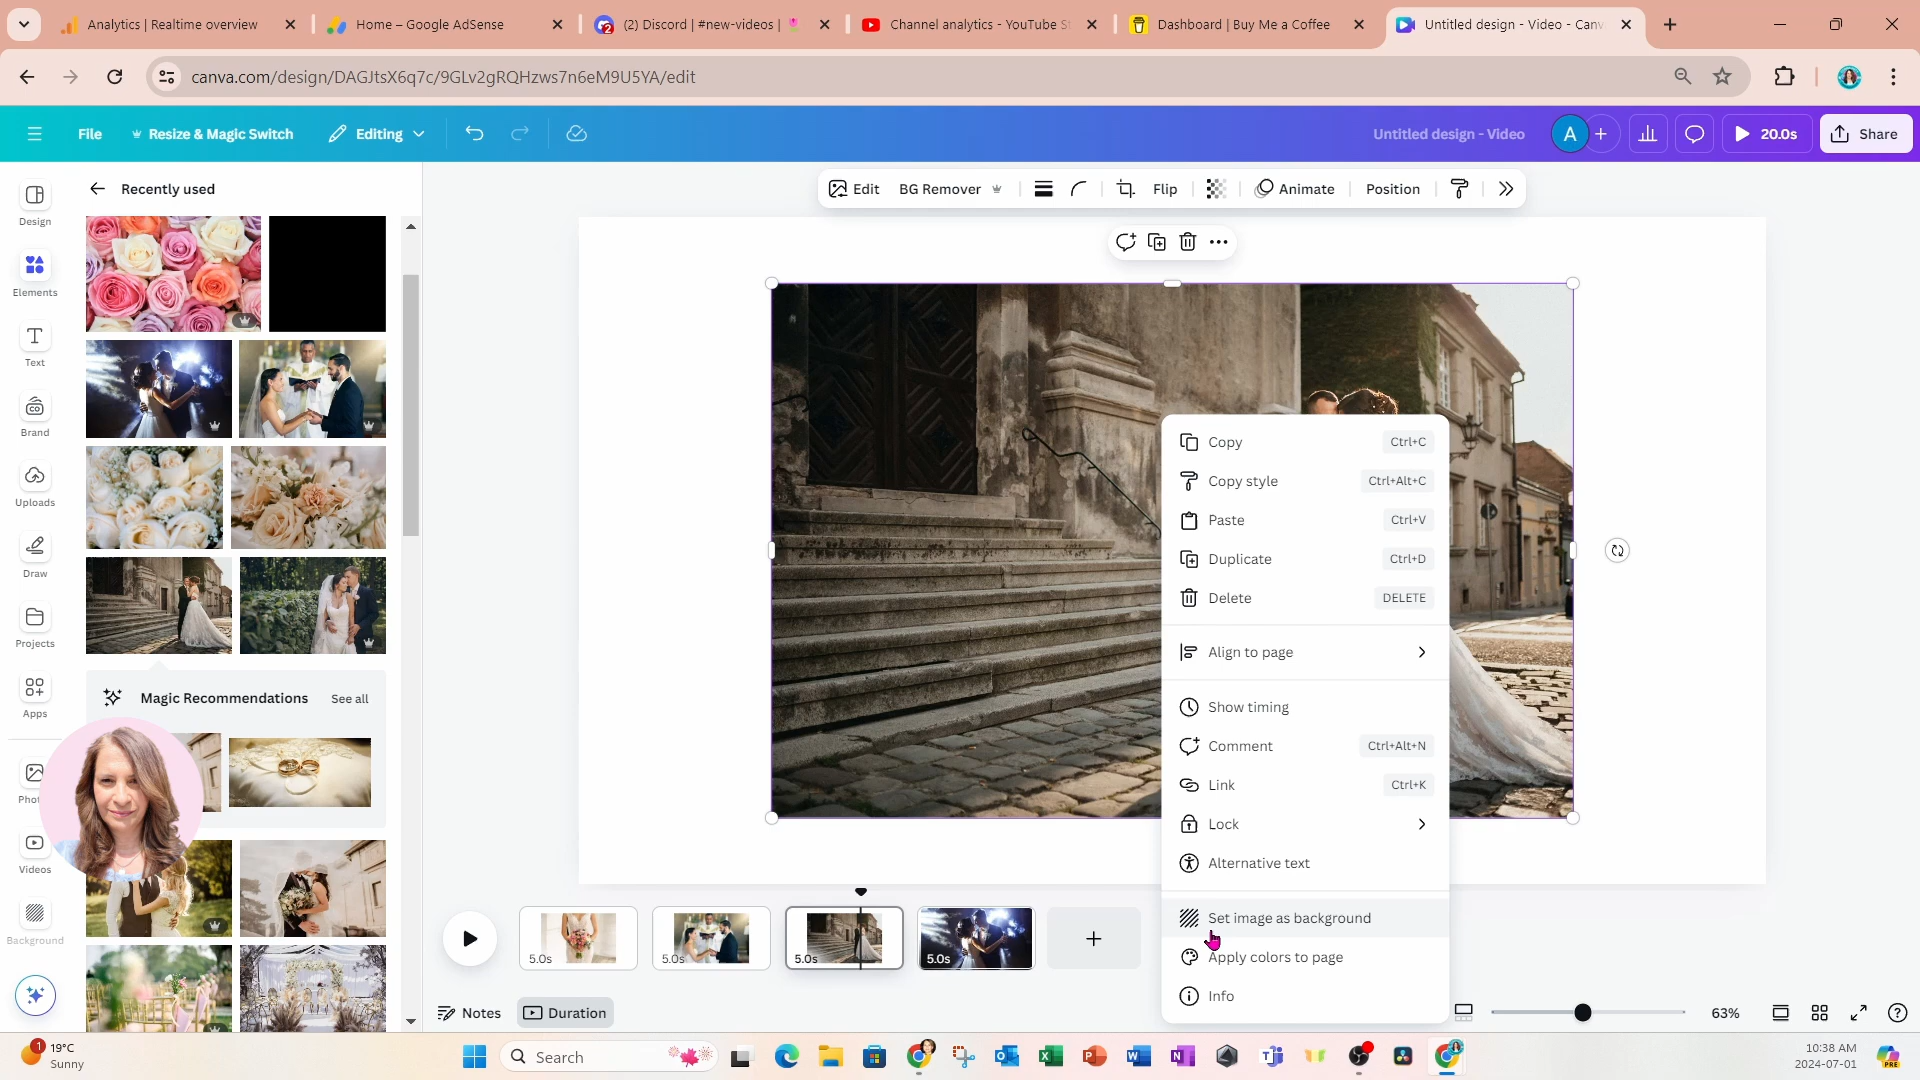 Analytics | Realtime overview
Home – Google AdSense
(2) Discord | #new-videos |
Channel analytics - YouTube St
Dashboard | Buy Me a Coffee
Untitled design - Video - Canv
canva.com/design/DAGJtsX6q7c/9GLv2gRQHzws7n6eM9U5YA/edit
File
Resize & Magic Switch
Editing
Untitled design - Video
A
20.0s
Share
Design
Elements
Text
Brand
Uploads
Draw
Projects
Apps
Videos
Background
Recently used
Magic Recommendations
See all
Edit
BG Remover
Flip
Animate
Position
Copy Ctrl+C
Copy style Ctrl+Alt+C
Paste Ctrl+V
Duplicate Ctrl+D
Delete DELETE
Align to page
Show timing
Comment Ctrl+Alt+N
Link Ctrl+K
Lock
Alternative text
Set image as background
Apply colors to page
Info
5.0s
5.0s
5.0s
5.0s
Notes
Duration
63%
1
19°C
Sunny
Search
10:38 AM
2024-07-01